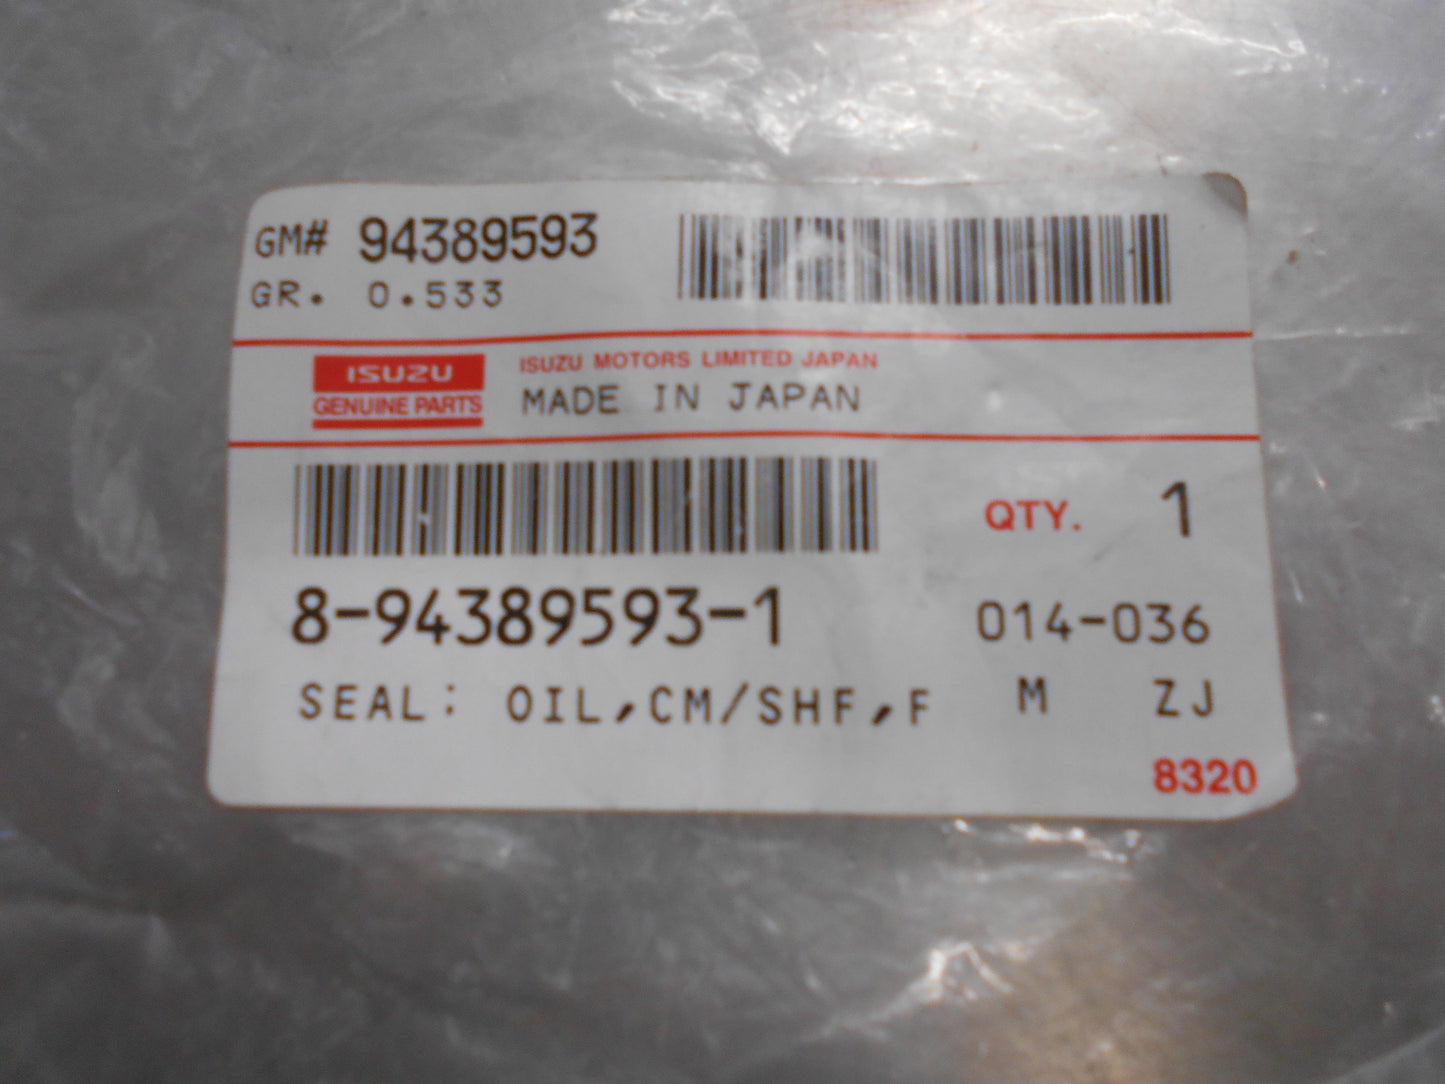 GM# 94389593
GR. 0.533
ISUZU
GENUINE PARTS
ISUZU MOTORS LIMITED JAPAN
MADE IN JAPAN
QTY. 1
8-94389593-1
014-036
SEAL: OIL,CM/SHF,F M ZJ
8320